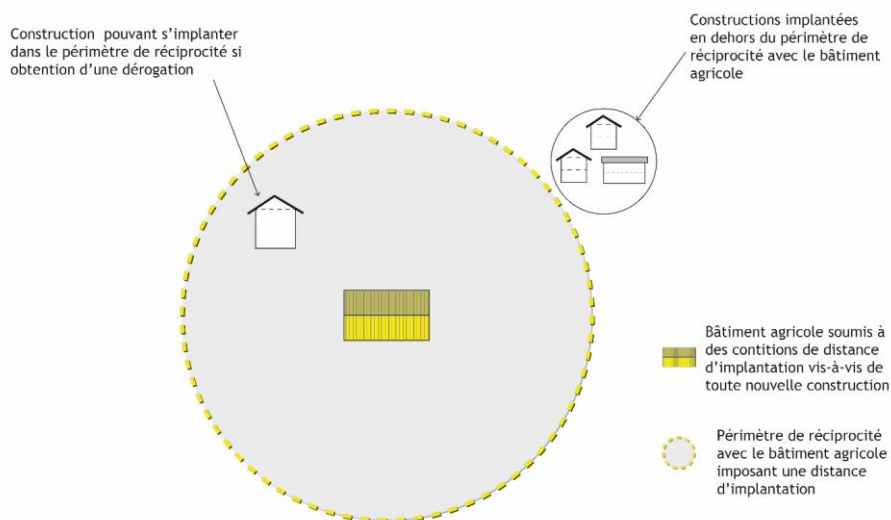 Construction pouvant s'implanter
dans le périmètre de réciprocité si
obtention d'une dérogation
Constructions implantées
en dehors du périmètre de
réciprocité avec le bâtiment
agricole
Bâtiment agricole soumis à
des contitions de distance
d'implantation vis-à-vis de
toute nouvelle construction
Périmètre de réciprocité
avec le bâtiment agricole
imposant une distance
d'implantation